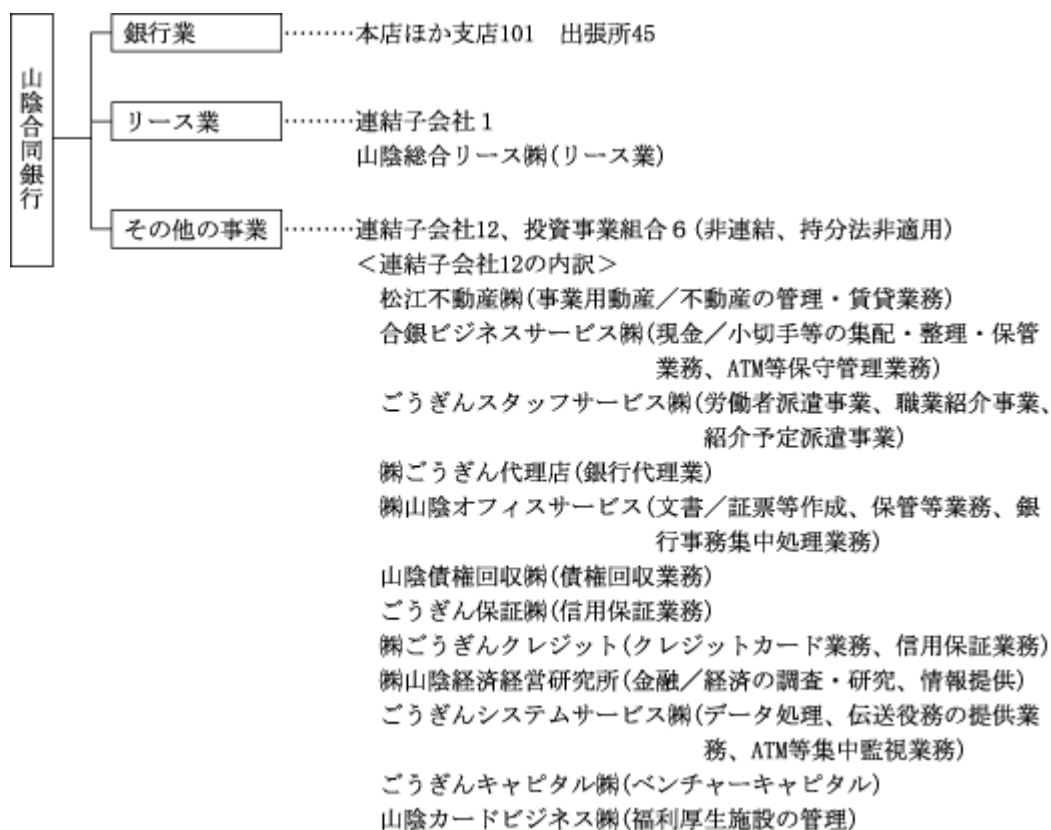 山陰合同銀行
銀行業………本店ほか支店101　出張所45
リース業………連結子会社１
山陰総合リース㈱(リース業)
その他の事業………連結子会社12、投資事業組合６(非連結、持分法非適用)
＜連結子会社12の内訳＞
松江不動産㈱(事業用動産／不動産の管理・賃貸業務)
合銀ビジネスサービス㈱(現金／小切手等の集配・整理・保管
業務、ATM等保守管理業務)
ごうぎんスタッフサービス㈱(労働者派遣事業、職業紹介事業、
紹介予定派遣事業)
㈱ごうぎん代理店(銀行代理業)
㈱山陰オフィスサービス(文書／証票等作成、保管等業務、銀
行事務集中処理業務)
山陰債権回収㈱(債権回収業務)
ごうぎん保証㈱(信用保証業務)
㈱ごうぎんクレジット(クレジットカード業務、信用保証業務)
㈱山陰経済経営研究所(金融／経済の調査・研究、情報提供)
ごうぎんシステムサービス㈱(データ処理、伝送役務の提供業
務、ATM等集中監視業務)
ごうぎんキャピタル㈱(ベンチャーキャピタル)
山陰カードビジネス㈱(福利厚生施設の管理)